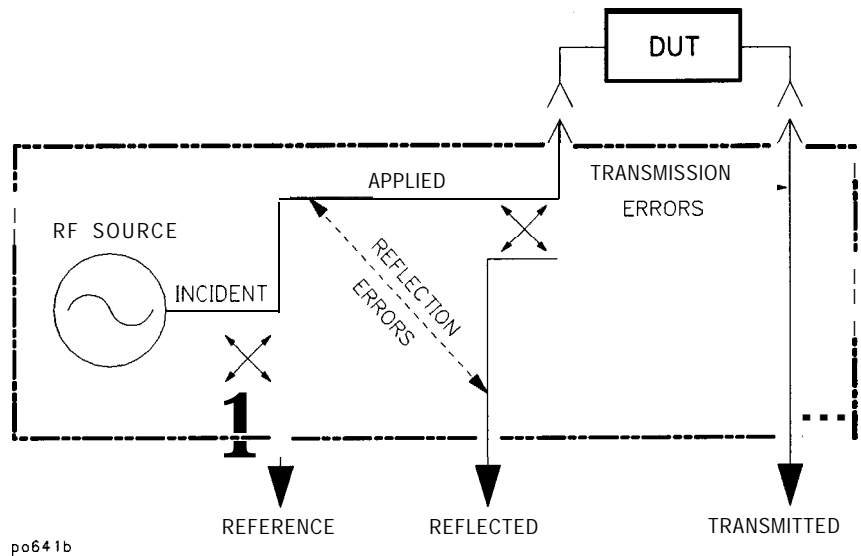 DUT
APPLIED
TRANSMISSION
ERRORS
RF SOURCE
INCIDENT
REFLECTION
ERRORS
1
REFERENCE
REFLECTED
TRANSMITTED
po641b